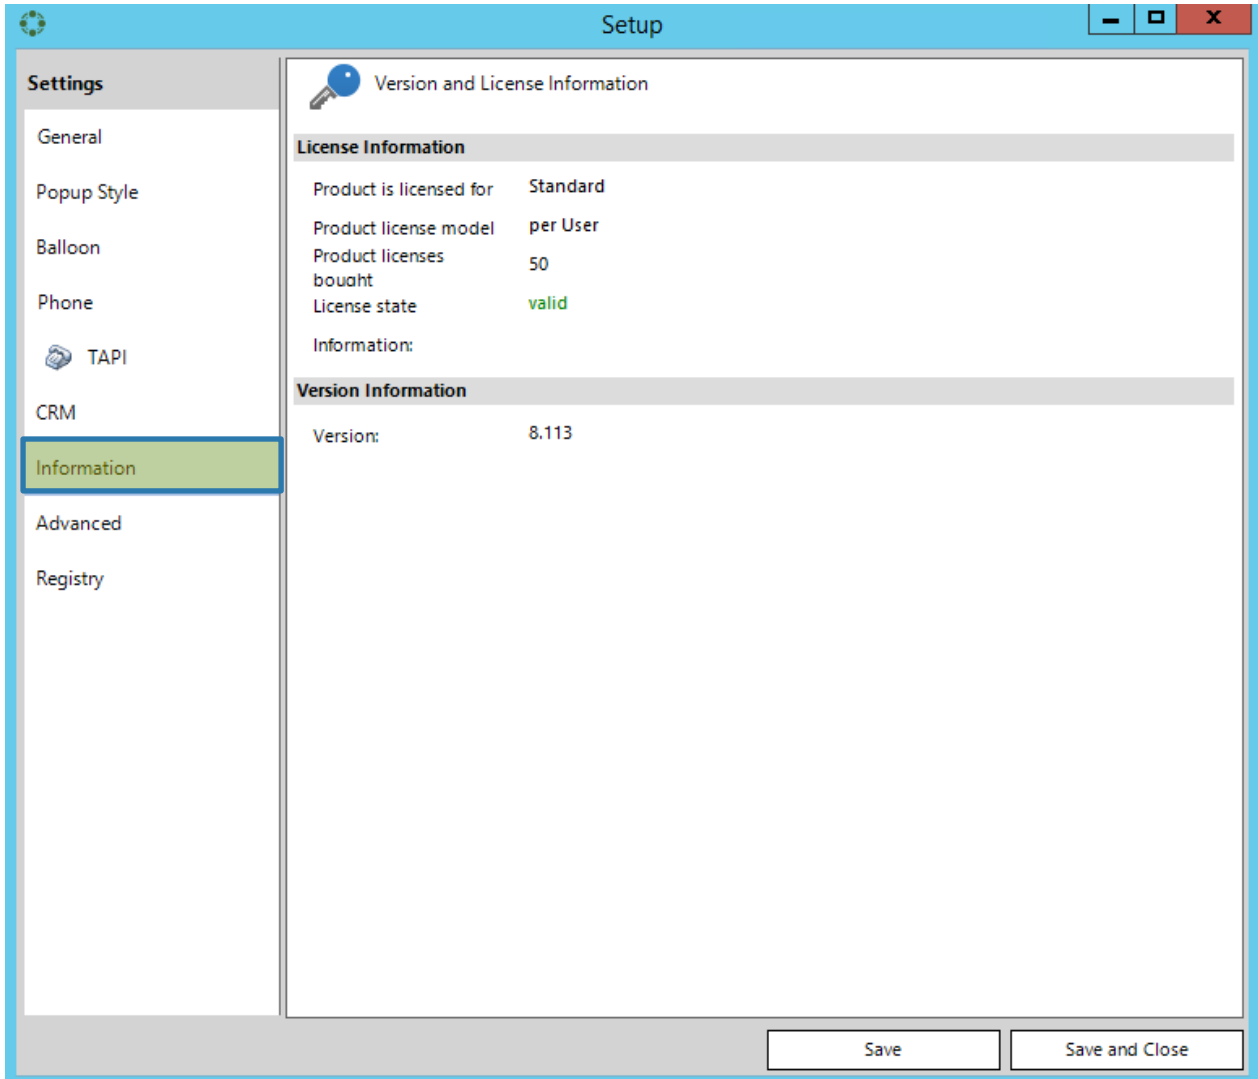 Setup
Settings
General
Popup Style
Balloon
Phone
TAPI
CRM
Information
Advanced
Registry
Version and License Information
License Information
Product is licensed for Standard
Product license model per User
Product licenses
bought 50
License state valid
Information:
Version Information
Version: 8.113
Save Save and Close